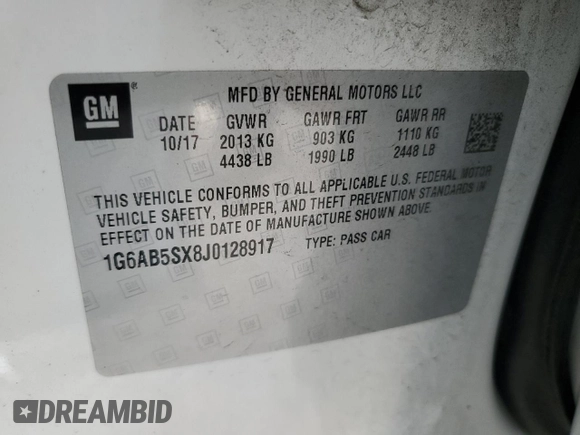 GM
MFD BY GENERAL MOTORS LLC
DATE GVWR GAWR FRT GAWR RR
10/17 2013 KG 903 KG 1110 KG
4438 LB 1990 LB 2448 LB
THIS VEHICLE CONFORMS TO ALL APPLICABLE U.S. FEDERAL MOTOR
VEHICLE SAFETY, BUMPER, AND THEFT PREVENTION STANDARDS IN
EFFECT ON THE DATE OF MANUFACTURE SHOWN ABOVE.
1G6AB5SX8J0128917 TYPE: PASS CAR
DREAMBID